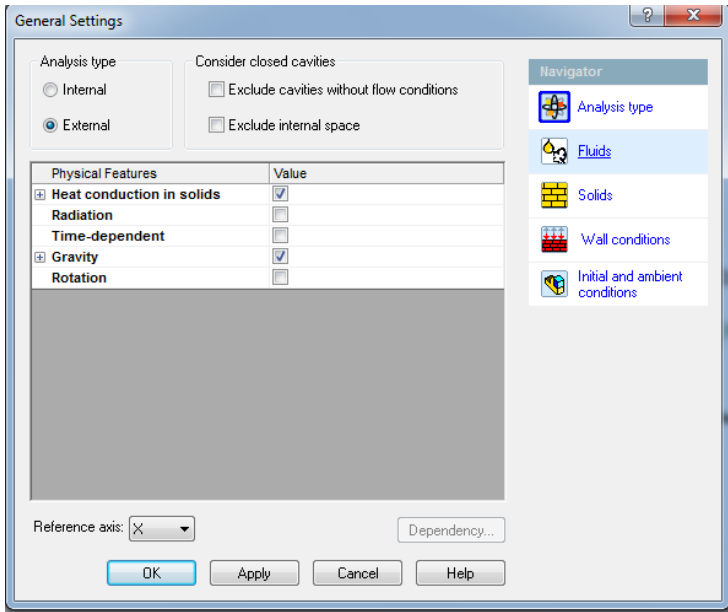 General Settings
Analysis type
Internal
External
Consider closed cavities
Exclude cavities without flow conditions
Exclude internal space
Physical Features Value
Heat conduction in solids
Radiation
Time-dependent
Gravity
Rotation
Reference axis: X
Dependency...
OK Apply Cancel Help
Navigator
Analysis type
Fluids
Solids
Wall conditions
Initial and ambient
conditions